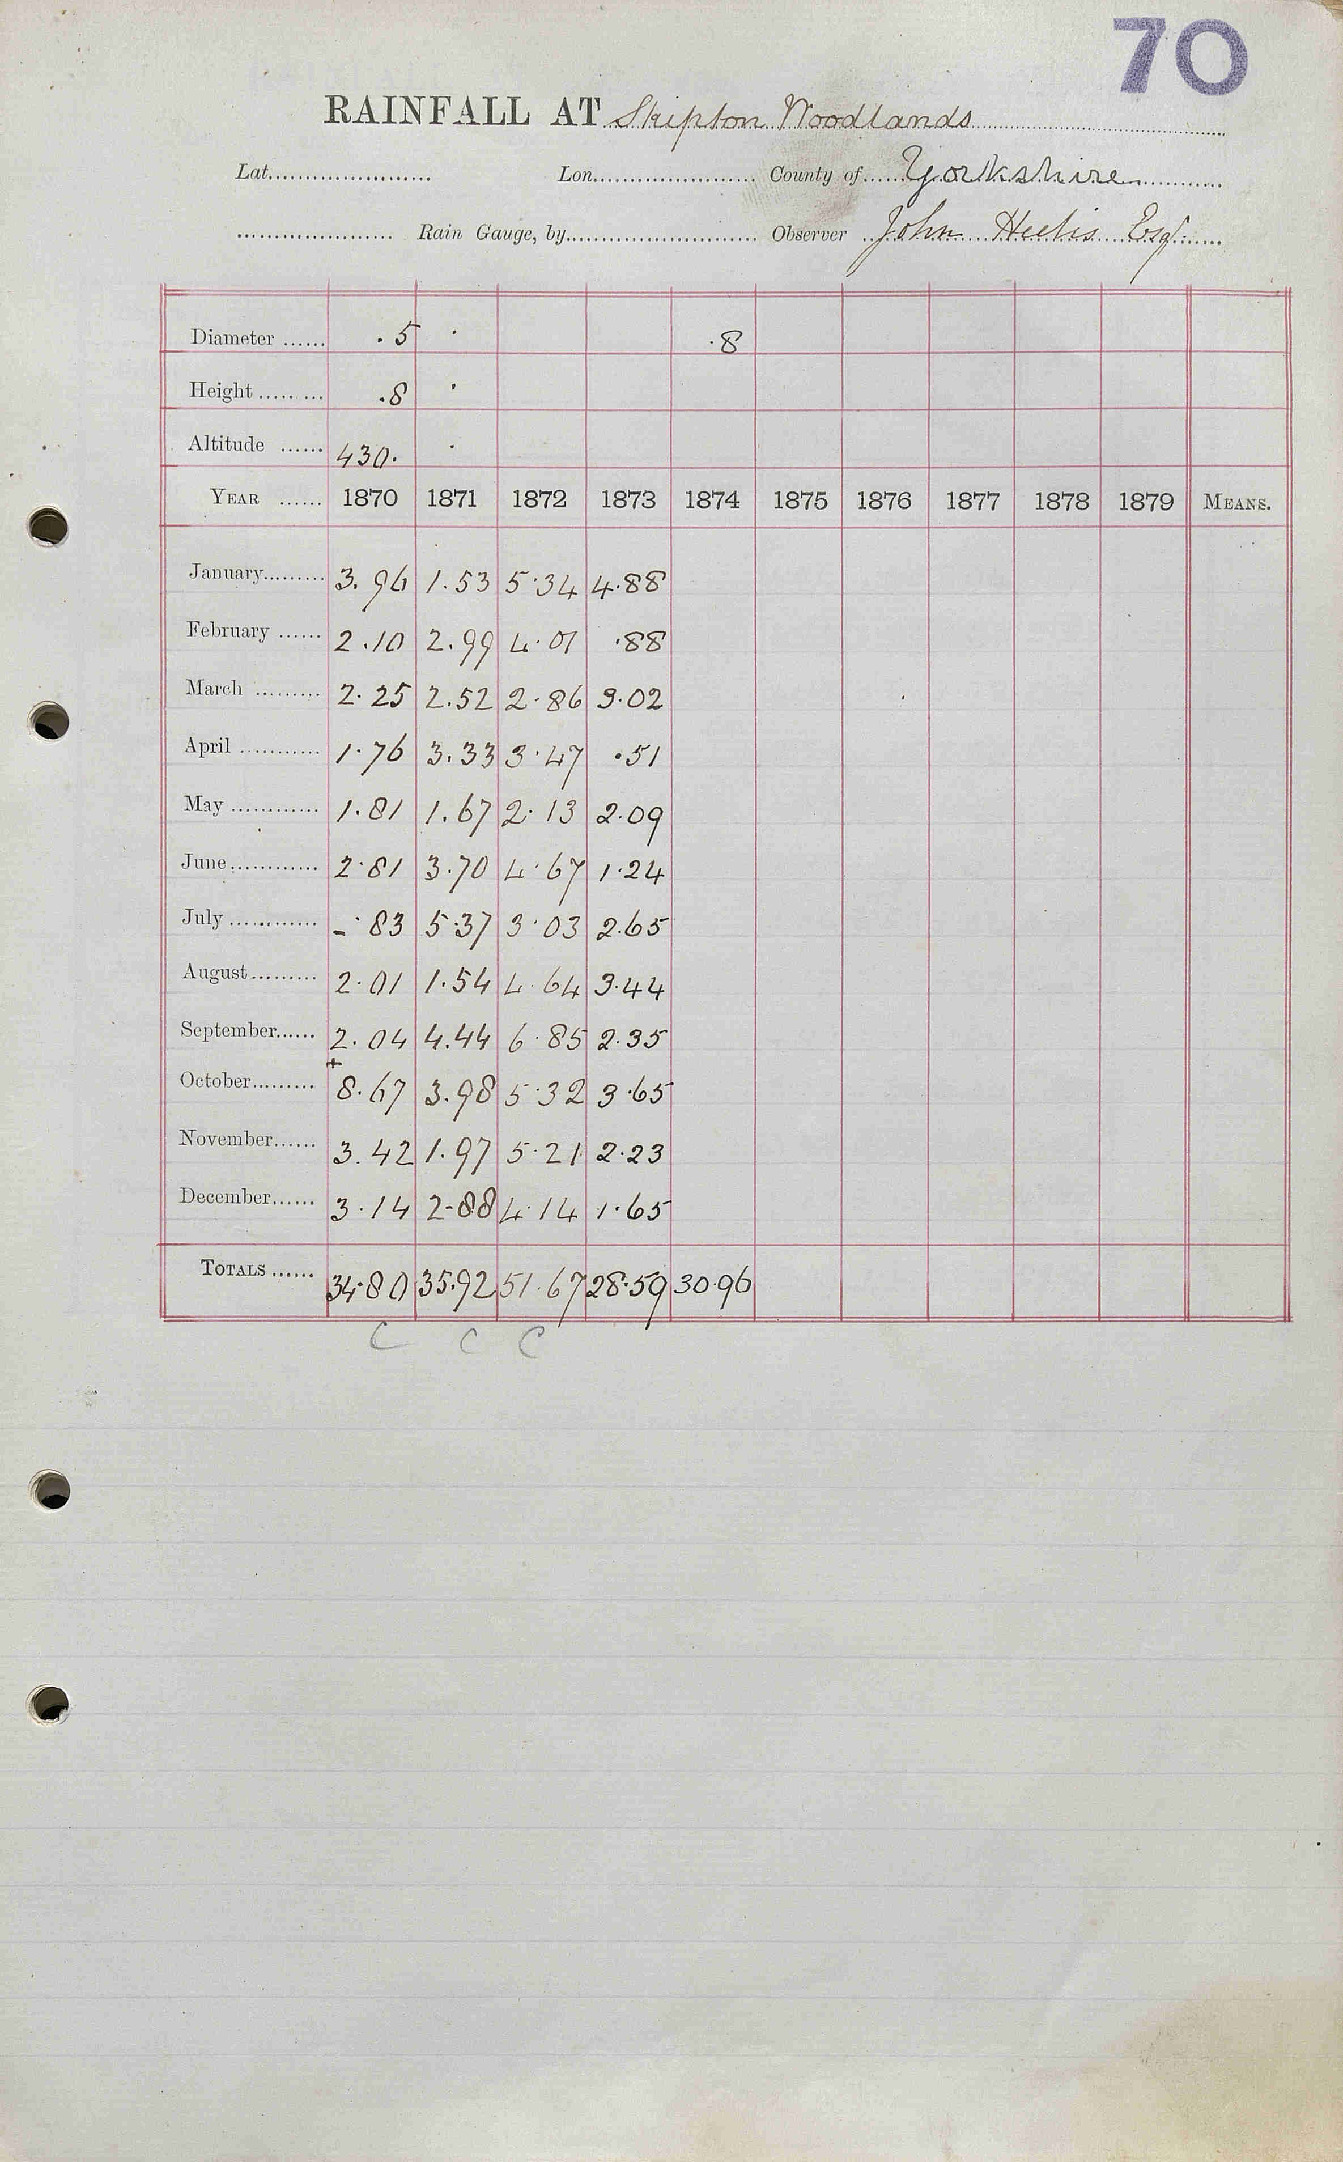 70
RAINFALL AT Skipton Woodlands
Lat. Lon. County of Yorkshire
Rain Gauge, by Observer John Heelis Esqr.
Diameter ...... .5 · .8
Height ......... .8 ·
Altitude ...... 430. ·
YEAR ...... 1870 1871 1872 1873 1874 1875 1876 1877 1878 1879 MEANS.
January......... 3.96 1.53 5.34 4.88
February ...... 2.10 2.99 4.01 .88
March ......... 2.25 2.52 2.86 3.02
April ............ 1.76 3.33 3.47 .51
May ............ 1.81 1.67 2.13 2.09
June............ 2.81 3.70 4.67 1.24
July ............ -.83 5.37 3.03 2.65
August......... 2.01 1.54 4.64 3.44
September...... 2.04 4.44 6.85 2.35
+
October......... 8.67 3.98 5.32 3.65
November...... 3.42 1.97 5.21 2.23
December...... 3.14 2.88 4.14 1.65
TOTALS ...... 34.80 35.92 51.67 28.59 30.96
C C C